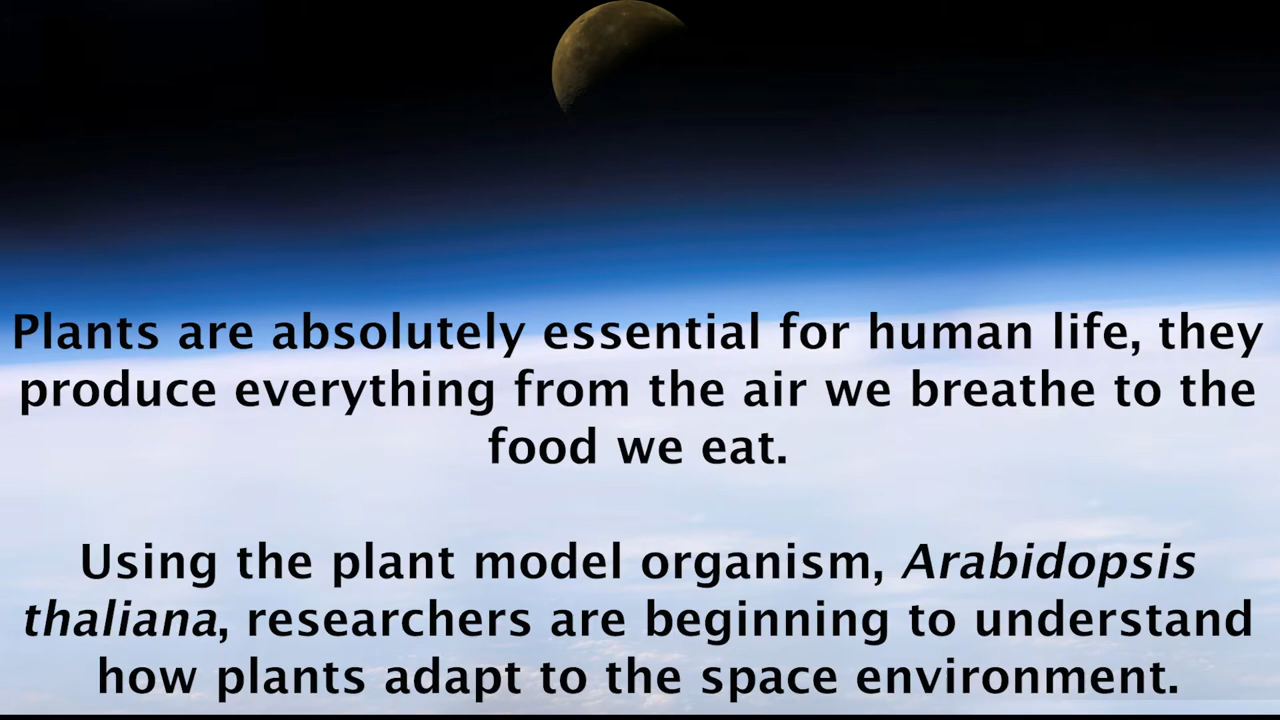 Plants are absolutely essential for human life, they
produce everything from the air we breathe to the
food we eat.
Using the plant model organism, Arabidopsis
thaliana, researchers are beginning to understand
how plants adapt to the space environment.